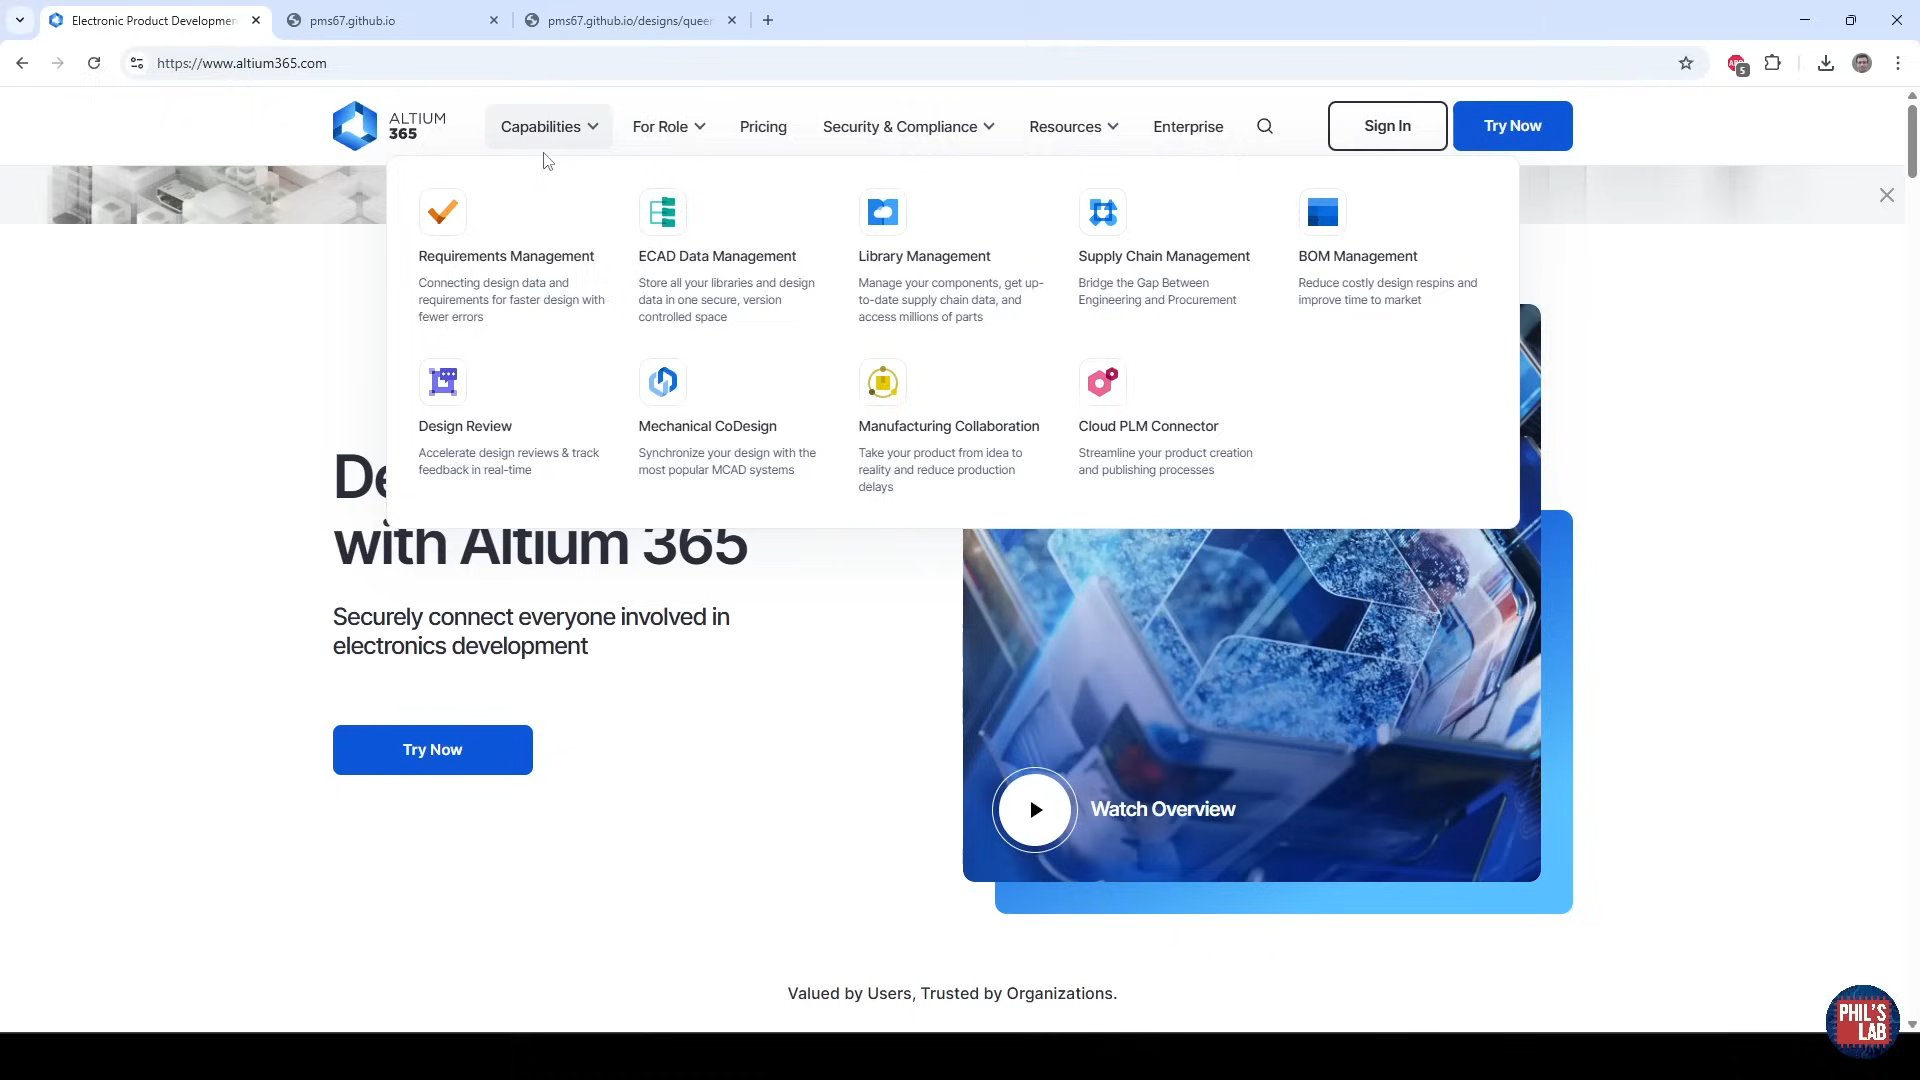 Electronic Product Developmen
pms67.github.io
pms67.github.io/designs/queen
https://www.altium365.com
ABP
5
ALTIUM
365
Capabilities
For Role
Pricing
Security & Compliance
Resources
Enterprise
Sign In
Try Now
Requirements Management
Connecting design data and
requirements for faster design with
fewer errors
ECAD Data Management
Store all your libraries and design
data in one secure, version
controlled space
Library Management
Manage your components, get up-
to-date supply chain data, and
access millions of parts
Supply Chain Management
Bridge the Gap Between
Engineering and Procurement
BOM Management
Reduce costly design respins and
improve time to market
Design Review
Accelerate design reviews & track
feedback in real-time
Mechanical CoDesign
Synchronize your design with the
most popular MCAD systems
Manufacturing Collaboration
Take your product from idea to
reality and reduce production
delays
Cloud PLM Connector
Streamline your product creation
and publishing processes
De
with Altium 365
Securely connect everyone involved in
electronics development
Try Now
Watch Overview
Valued by Users, Trusted by Organizations.
PHIL'S
LAB